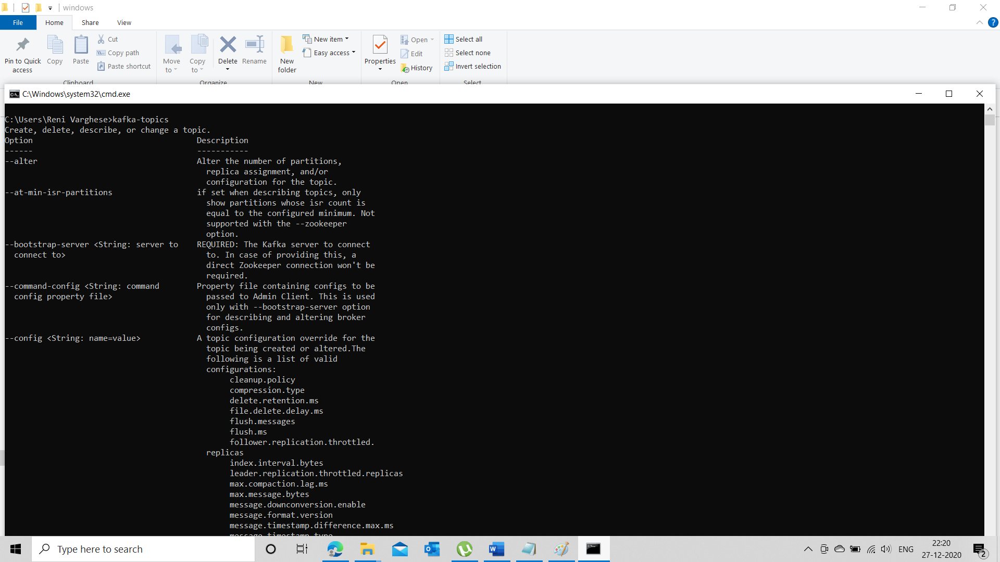 windows
File Home Share View
Pin to Quick access
Copy
Paste
Cut
Copy path
Paste shortcut
Clipboard
Move to
Copy to
Delete
Rename
Organize
New folder
New item
Easy access
New
Properties
Open
Edit
History
Open
Select all
Select none
Invert selection
Select
C:\Windows\system32\cmd.exe
C:\Users\Reni Varghese>kafka-topics
Create, delete, describe, or change a topic.
Option                                   Description
------                                   -----------
--alter                                  Alter the number of partitions,
                                           replica assignment, and/or
                                           configuration for the topic.
--at-min-isr-partitions                  if set when describing topics, only
                                           show partitions whose isr count is
                                           equal to the configured minimum. Not
                                           supported with the --zookeeper
                                           option.
--bootstrap-server <String: server to    REQUIRED: The Kafka server to connect
  connect to>                              to. In case of providing this, a
                                           direct Zookeeper connection won't be
                                           required.
--command-config <String: command        Property file containing configs to be
  config property file>                    passed to Admin Client. This is used
                                           only with --bootstrap-server option
                                           for describing and altering broker
                                           configs.
--config <String: name=value>            A topic configuration override for the
                                           topic being created or altered.The
                                           following is a list of valid
                                           configurations:
                                                cleanup.policy
                                                compression.type
                                                delete.retention.ms
                                                file.delete.delay.ms
                                                flush.messages
                                                flush.ms
                                                follower.replication.throttled.
                                           replicas
                                                index.interval.bytes
                                                leader.replication.throttled.replicas
                                                max.compaction.lag.ms
                                                max.message.bytes
                                                message.downconversion.enable
                                                message.format.version
                                                message.timestamp.difference.max.ms
                                                message.timestamp.type
Type here to search
ENG
22:20
27-12-2020
2